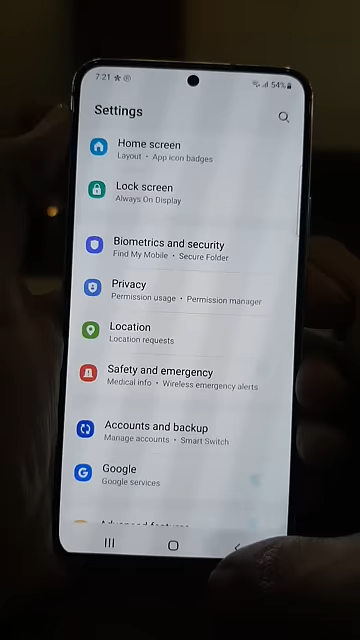 7:21
54%
Settings
Home screen
Layout • App icon badges
Lock screen
Always On Display
Biometrics and security
Find My Mobile • Secure Folder
Privacy
Permission usage • Permission manager
Location
Location requests
Safety and emergency
Medical info • Wireless emergency alerts
Accounts and backup
Manage accounts • Smart Switch
Google
Google services
Advanced features